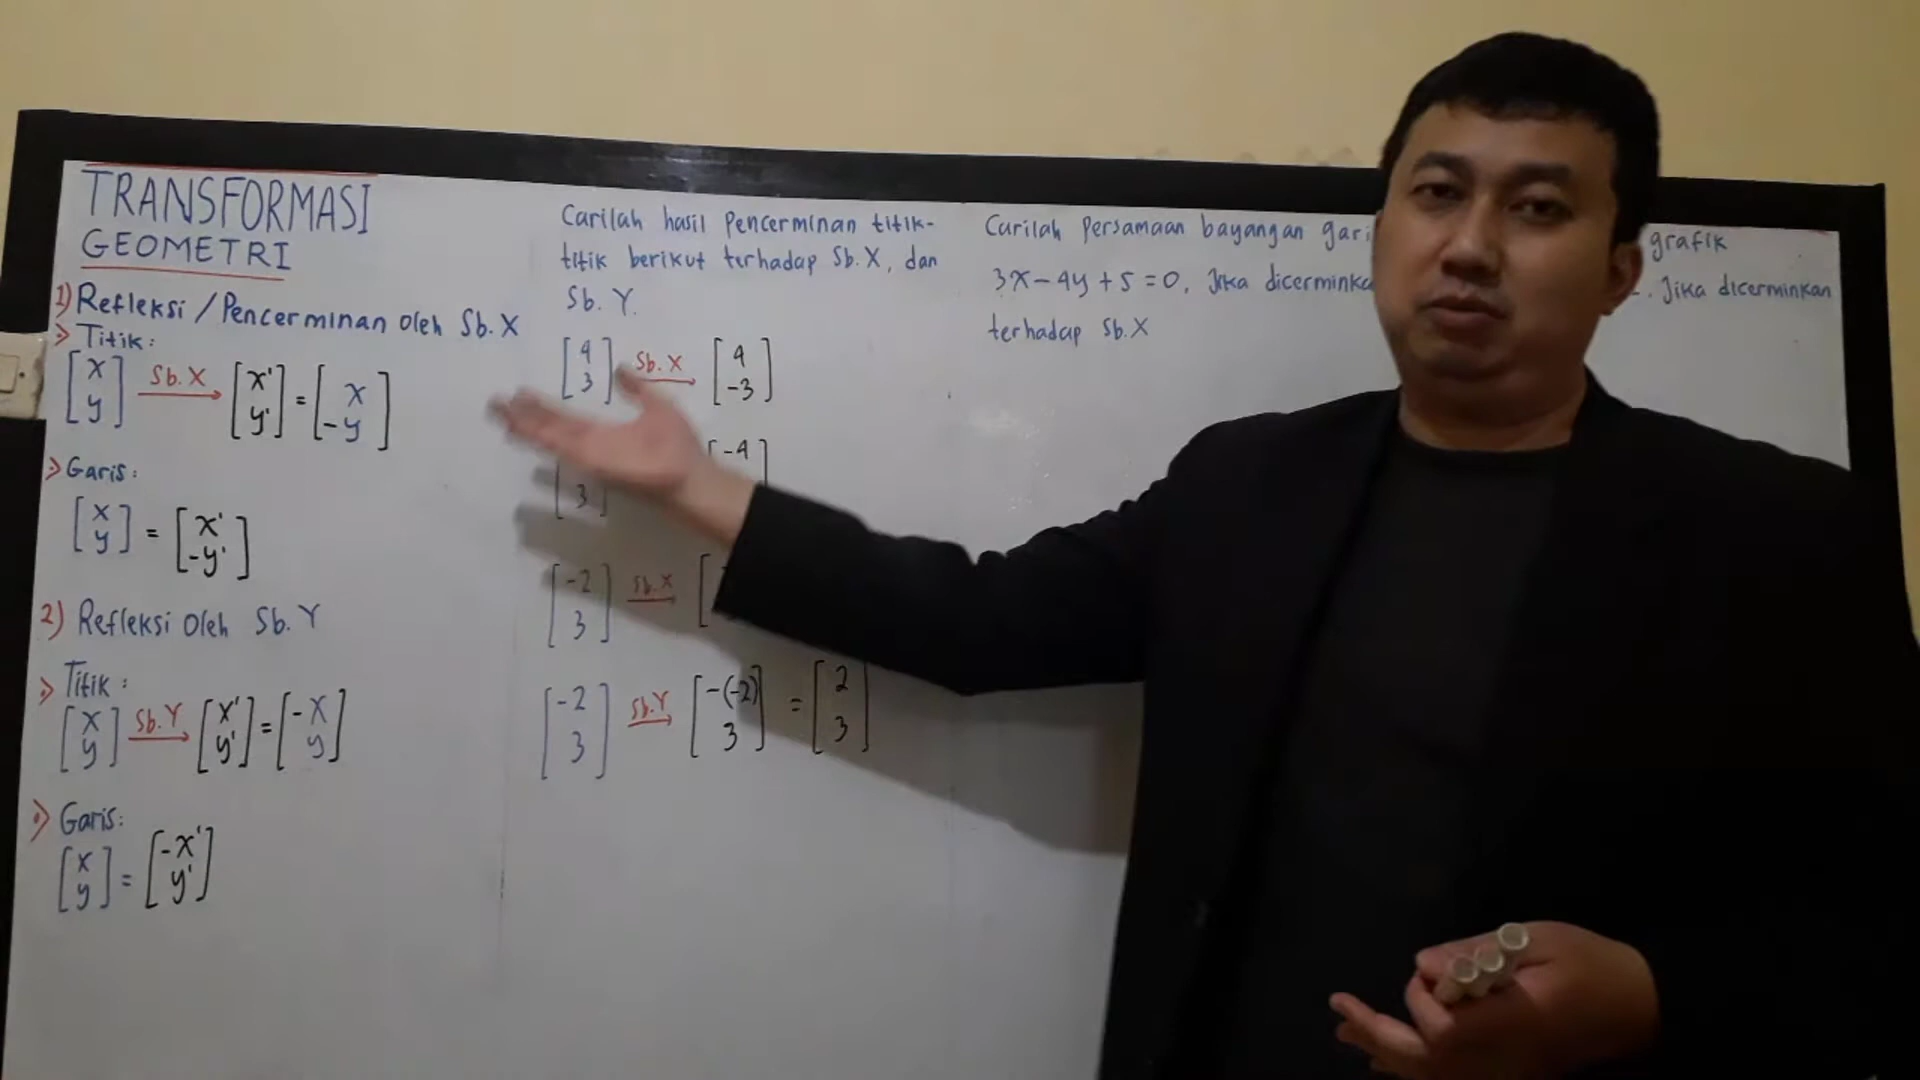 TRANSFORMASI
GEOMETRI
1) Refleksi / Pencerminan oleh Sb. X
> Titik:
[x y] Sb. X → [x' y'] = [x -y]
> Garis:
[x y] = [x' -y']
2) Refleksi oleh Sb. Y
> Titik:
[x y] Sb. Y → [x' y'] = [-x y]
> Garis:
[x y] = [-x' y']
Carilah hasil pencerminan titik-
titik berikut terhadap Sb. X, dan
Sb. Y.
[4 3] Sb. X → [4 -3]
3] [-4
[-2 3] Sb. X → [
[-2 3] Sb. Y → [-(-2) 3] = [2 3]
Carilah persamaan bayangan gari
3x - 4y + 5 = 0, Jika dicerminka
terhadap Sb. X
grafik
. Jika dicerminkan